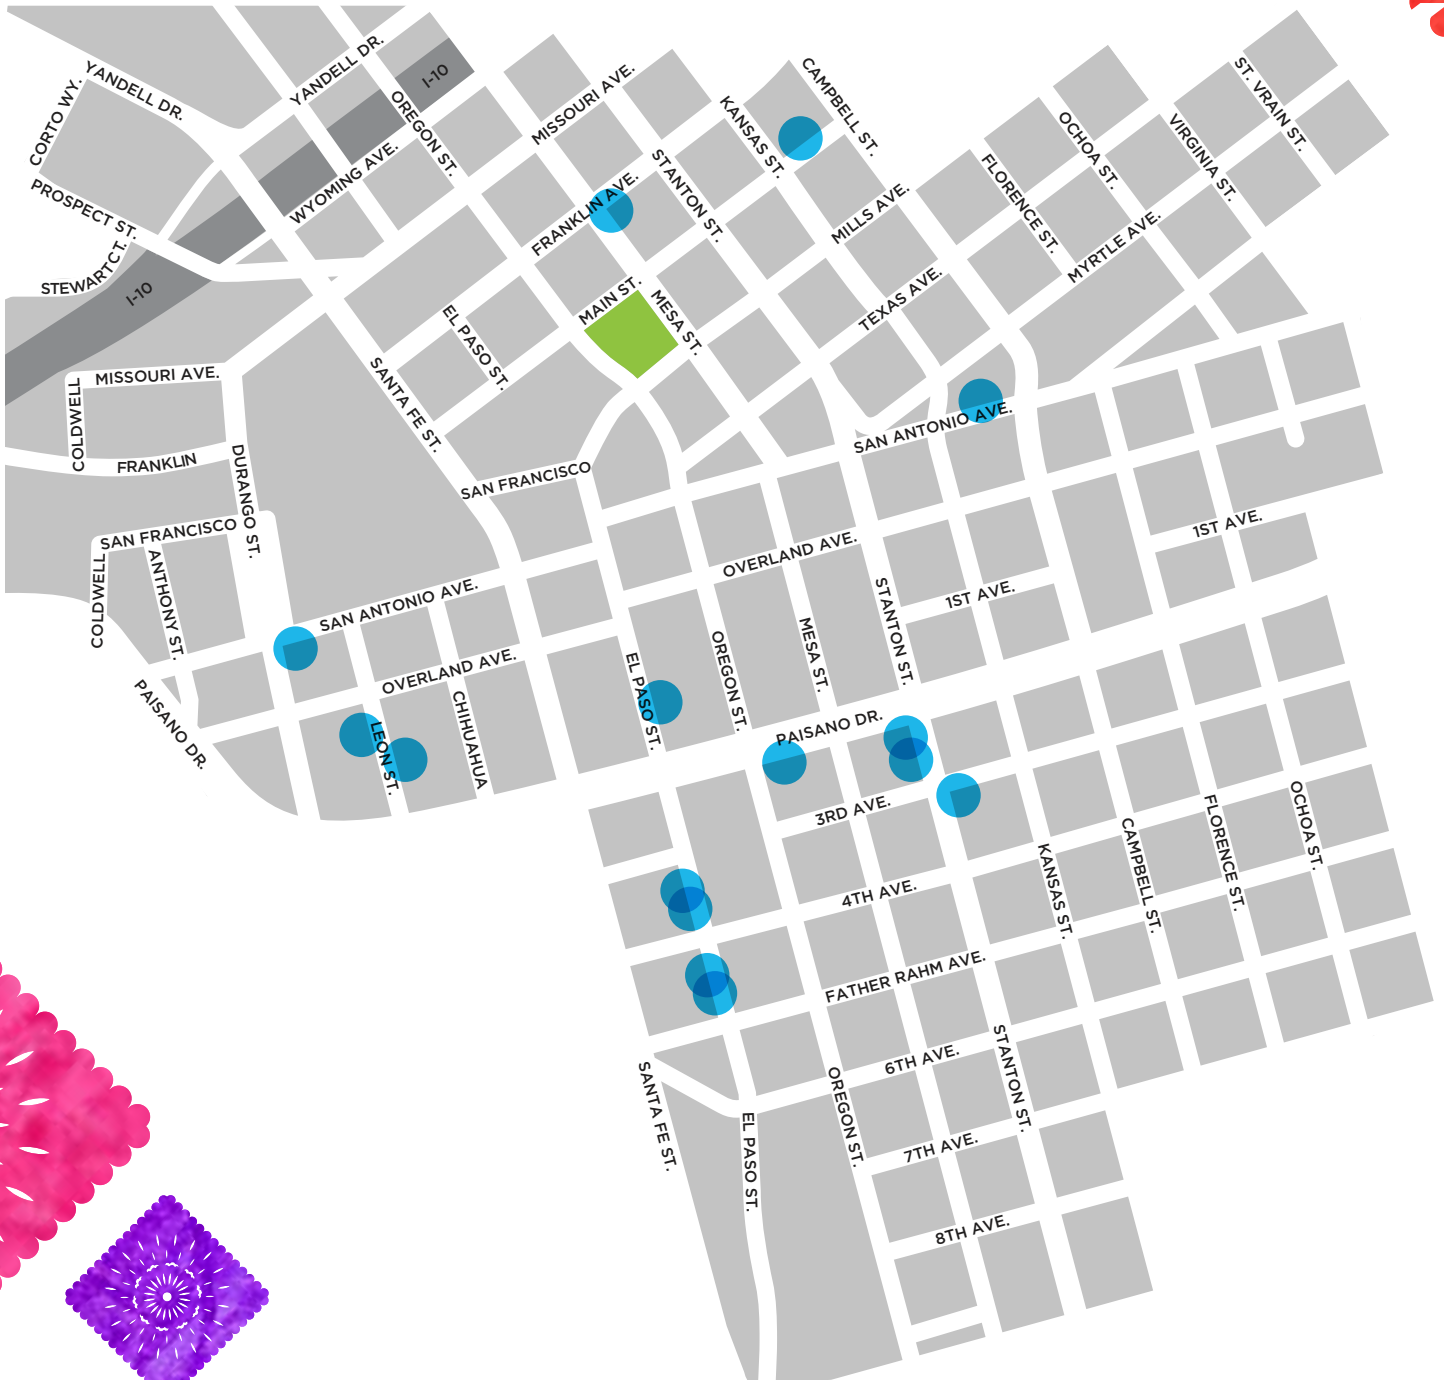 YANDELL DR.
YANDELL DR.
I-10
CORTO WY.
OREGON ST.
MISSOURI AVE.
KANSAS ST.
CAMPBELL ST.
ST. VRAIN ST.
OCHOA ST.
VIRGINIA ST.
WYOMING AVE.
PROSPECT ST.
FRANKLIN AVE.
STANTON ST.
MILLS AVE.
FLORENCE ST.
MYRTLE AVE.
STEWART CT.
I-10
MAIN ST.
MESA ST.
EL PASO ST.
TEXAS AVE.
MISSOURI AVE.
COLDWELL
SANTA FE ST.
SAN ANTONIO AVE.
FRANKLIN
DURANGO ST.
SAN FRANCISCO
SAN FRANCISCO
COLDWELL
ANTHONY ST.
OVERLAND AVE.
1ST AVE.
1ST AVE.
SAN ANTONIO AVE.
STANTON ST.
MESA ST.
OREGON ST.
EL PASO ST.
OVERLAND AVE.
CHIHUAHUA
LEON ST.
PAISANO DR.
PAISANO DR.
3RD AVE.
4TH AVE.
KANSAS ST.
CAMPBELL ST.
FLORENCE ST.
OCHOA ST.
FATHER RAHM AVE.
6TH AVE.
STANTON ST.
SANTA FE ST.
EL PASO ST.
OREGON ST.
7TH AVE.
8TH AVE.